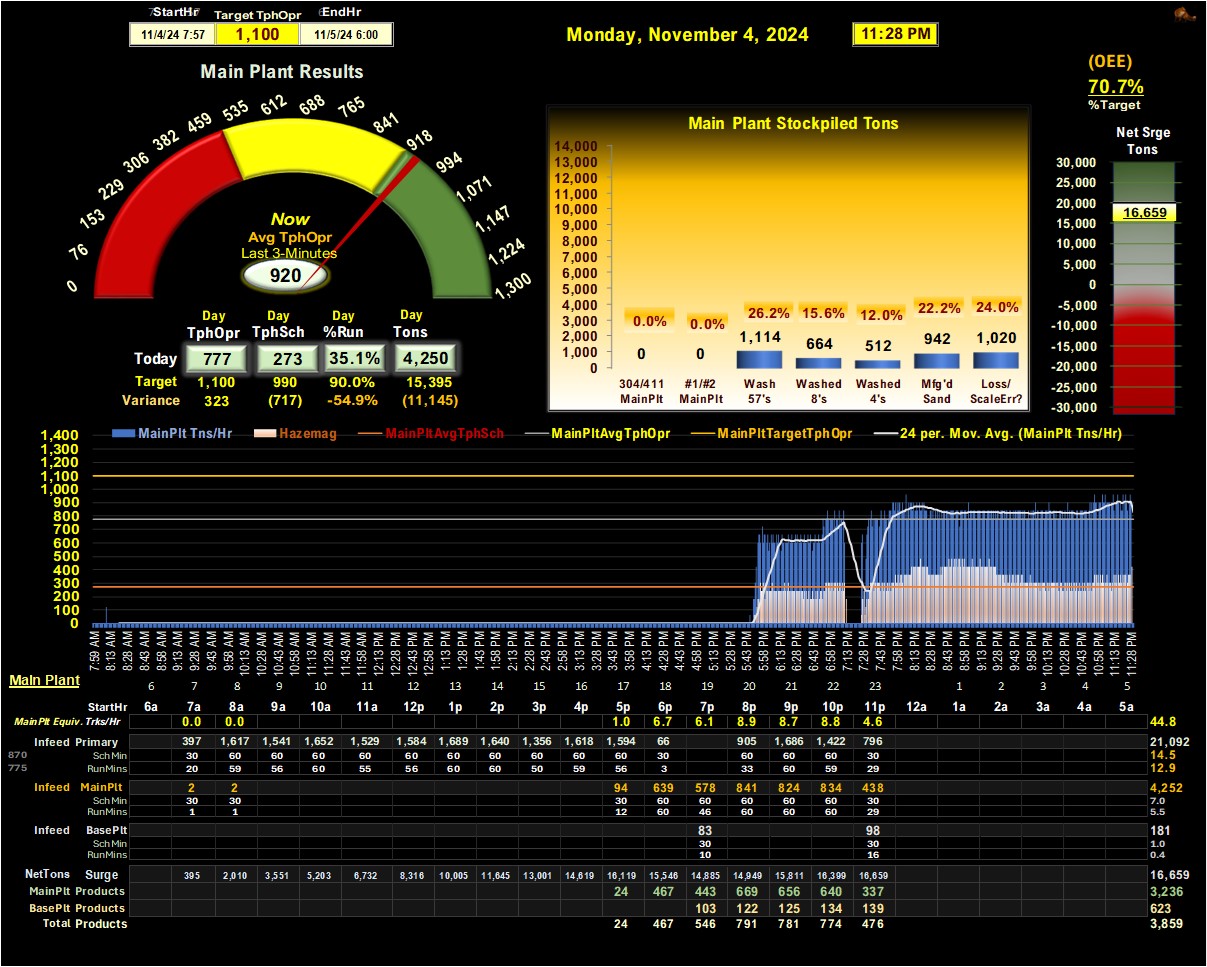 StartHr Target TphOpr EndHr
11/4/24 7:57 1,100 11/5/24 6:00
Monday, November 4, 2024 11:28 PM
(OEE)
70.7%
%Target
Main Plant Results
0 76 153 229 306 382 459 535 612 688 765 841 918 994 1,071 1,147 1,224 1,300
Now
Avg TphOpr
Last 3-Minutes
920
Day Day Day Day
TphOpr TphSch %Run Tons
Today 777 273 35.1% 4,250
Target 1,100 990 90.0% 15,395
Variance 323 (717) -54.9% (11,145)
Main Plant Stockpiled Tons
14,000
13,000
12,000
11,000
10,000
9,000
8,000
7,000
6,000
5,000
4,000
3,000
2,000
1,000
0
0.0% 0.0% 26.2% 15.6% 12.0% 22.2% 24.0%
0 0 1,114 664 512 942 1,020
304/411 #1/#2 Wash Washed Washed Mfg'd Loss/
MainPlt MainPlt 57's 8's 4's Sand ScaleErr?
Net Srge
Tons
30,000
25,000
16,659
15,000
10,000
5,000
0
-5,000
-10,000
-15,000
-20,000
-25,000
-30,000
MainPlt Tns/Hr Hazemag MainPltAvgTphSch MainPltAvgTphOpr MainPltTargetTphOpr 24 per. Mov. Avg. (MainPlt Tns/Hr)
1,400
1,300
1,200
1,100
1,000
900
800
700
600
500
400
300
200
100
0
7:58 AM 8:13 AM 8:28 AM 8:43 AM 8:58 AM 9:13 AM 9:28 AM 9:43 AM 9:58 AM 10:13 AM 10:28 AM 10:43 AM 10:58 AM 11:13 AM 11:28 AM 11:43 AM 11:58 AM 12:13 PM 12:28 PM 12:43 PM 12:58 PM 1:13 PM 1:28 PM 1:43 PM 1:58 PM 2:13 PM 2:28 PM 2:43 PM 2:58 PM 3:13 PM 3:28 PM 3:43 PM 3:58 PM 4:13 PM 4:28 PM 4:43 PM 4:58 PM 5:13 PM 5:28 PM 5:43 PM 5:58 PM 6:13 PM 6:28 PM 6:43 PM 6:58 PM 7:13 PM 7:28 PM 7:43 PM 7:58 PM 8:13 PM 8:28 PM 8:43 PM 8:58 PM 9:13 PM 9:28 PM 9:43 PM 9:58 PM 10:13 PM 10:28 PM 10:43 PM 10:58 PM 11:13 PM 11:28 PM
Main Plant
6 7 8 9 10 11 12 13 14 15 16 17 18 19 20 21 22 23 1 2 3 4 5
StartHr 6a 7a 8a 9a 10a 11a 12p 1p 2p 3p 4p 5p 6p 7p 8p 9p 10p 11p 12a 1a 2a 3a 4a 5a
MainPlt Equiv. Trks/Hr 0.0 0.0 1.0 6.7 6.1 8.9 8.7 8.8 4.6 44.8
Infeed Primary 397 1,617 1,541 1,652 1,529 1,584 1,689 1,640 1,356 1,618 1,594 66 905 1,686 1,422 796 21,092
870 SchMin 30 60 60 60 60 60 60 60 60 60 60 30 60 60 60 30 14.5
775 RunMins 20 59 56 60 55 56 60 60 50 59 56 3 33 60 59 29 12.9
Infeed MainPlt 2 2 94 639 578 841 824 834 438 4,252
SchMin 30 30 30 60 60 60 60 60 30 7.0
RunMins 1 1 12 60 46 60 60 60 29 5.5
Infeed BasePlt 83 98 181
SchMin 30 30 1.0
RunMins 10 16 0.4
NetTons Surge 395 2,010 3,551 5,203 6,732 8,316 10,005 11,645 13,001 14,619 16,119 15,546 14,885 14,949 15,811 16,399 16,659 16,659
MainPlt Products 24 467 443 669 656 640 337 3,236
BasePlt Products 103 122 125 134 139 623
Total Products 24 467 546 791 781 774 476 3,859